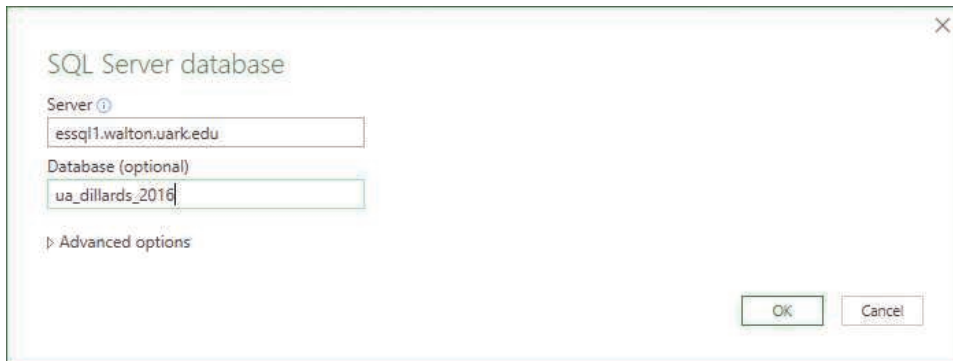 SQL Server database
Server
essql1.walton.uark.edu
Database (optional)
ua_dillards_2016
Advanced options
OK Cancel